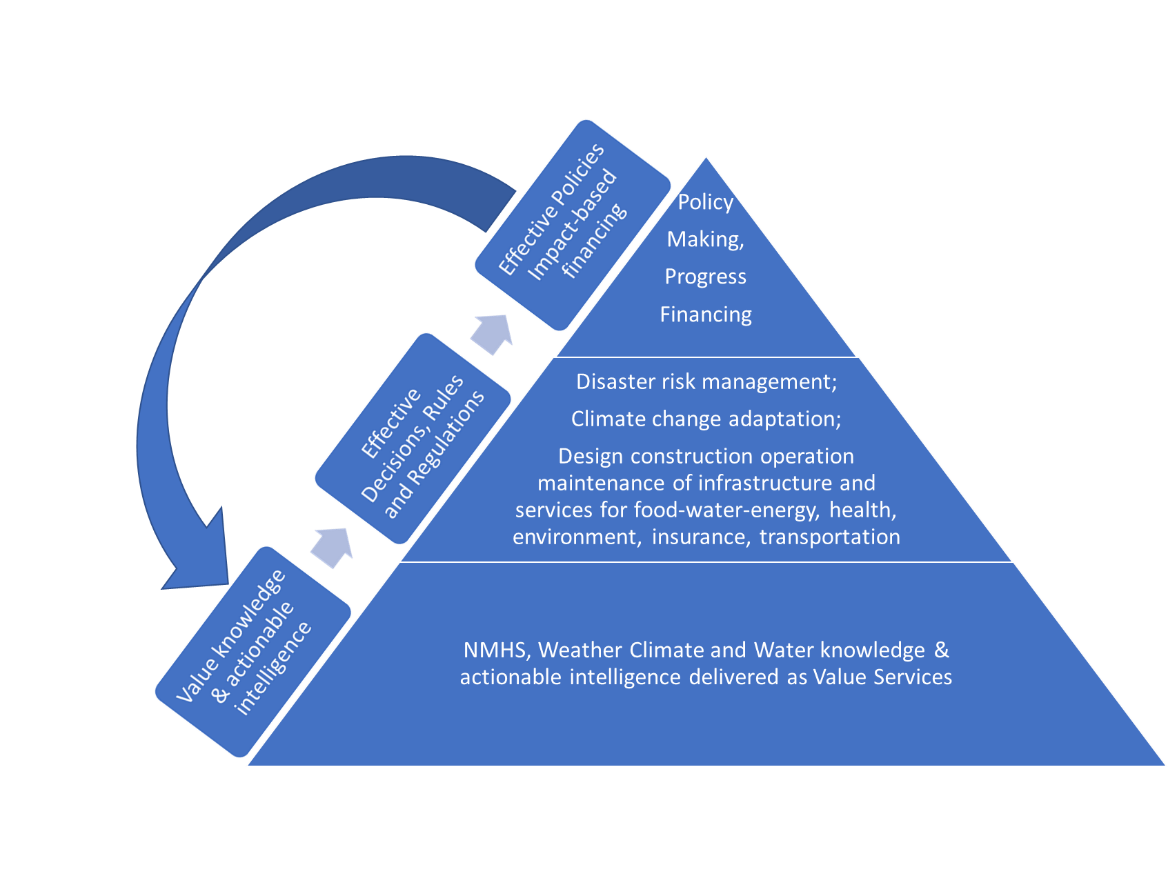 Effective Policies
Impact-based
financing
Effective
Decisions, Rules
and Regulations
Value knowledge
& actionable
intelligence
Policy
Making,
Progress
Financing
Disaster risk management;
Climate change adaptation;
Design construction operation
maintenance of infrastructure and
services for food-water-energy, health,
environment, insurance, transportation
NMHS, Weather Climate and Water knowledge &
actionable intelligence delivered as Value Services